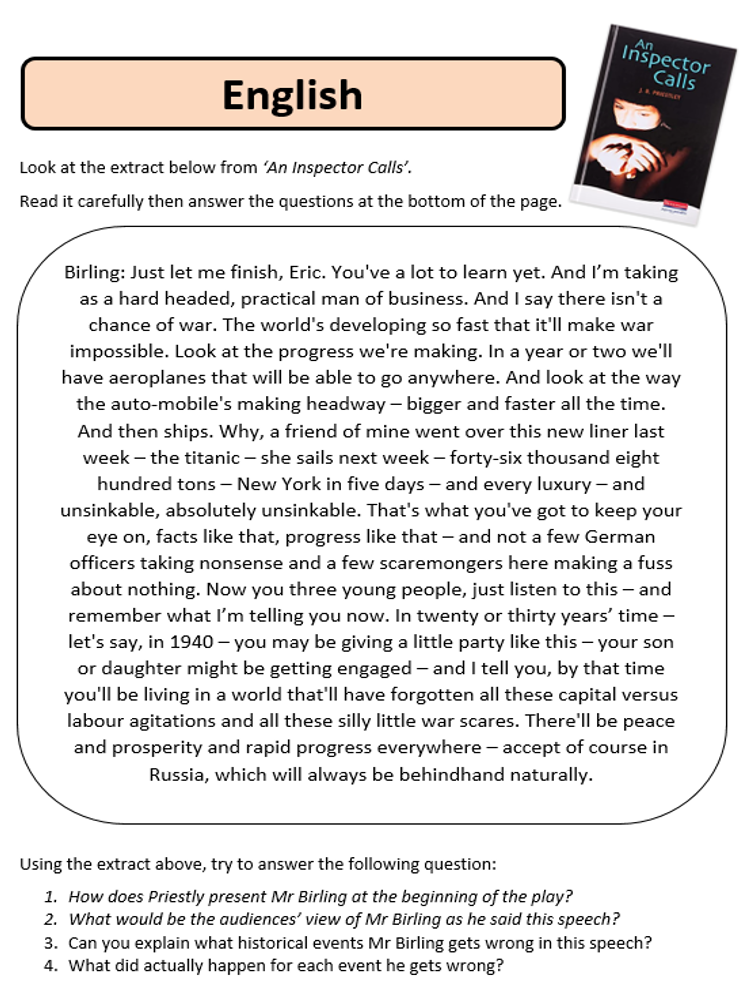 An
Inspector
Calls
J. B. PRIESTLEY
English
Look at the extract below from ‘An Inspector Calls’.
Read it carefully then answer the questions at the bottom of the page.
Birling: Just let me finish, Eric. You've a lot to learn yet. And I’m taking
as a hard headed, practical man of business. And I say there isn't a
chance of war. The world's developing so fast that it'll make war
impossible. Look at the progress we're making. In a year or two we'll
have aeroplanes that will be able to go anywhere. And look at the way
the auto-mobile's making headway – bigger and faster all the time.
And then ships. Why, a friend of mine went over this new liner last
week – the titanic – she sails next week – forty-six thousand eight
hundred tons – New York in five days – and every luxury – and
unsinkable, absolutely unsinkable. That's what you've got to keep your
eye on, facts like that, progress like that – and not a few German
officers taking nonsense and a few scaremongers here making a fuss
about nothing. Now you three young people, just listen to this – and
remember what I’m telling you now. In twenty or thirty years’ time –
let's say, in 1940 – you may be giving a little party like this – your son
or daughter might be getting engaged – and I tell you, by that time
you'll be living in a world that'll have forgotten all these capital versus
labour agitations and all these silly little war scares. There'll be peace
and prosperity and rapid progress everywhere – accept of course in
Russia, which will always be behindhand naturally.
Using the extract above, try to answer the following question:
1. How does Priestly present Mr Birling at the beginning of the play?
2. What would be the audiences’ view of Mr Birling as he said this speech?
3. Can you explain what historical events Mr Birling gets wrong in this speech?
4. What did actually happen for each event he gets wrong?